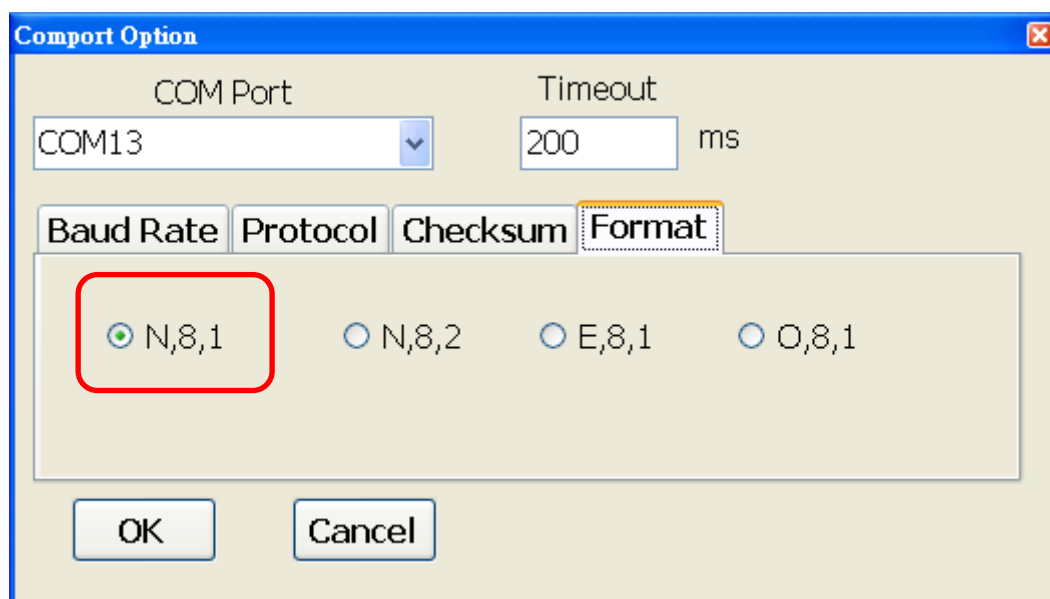 Comport Option
COM Port Timeout
COM13 200 ms
Baud Rate Protocol Checksum Format
N,8,1 N,8,2 E,8,1 O,8,1
OK Cancel